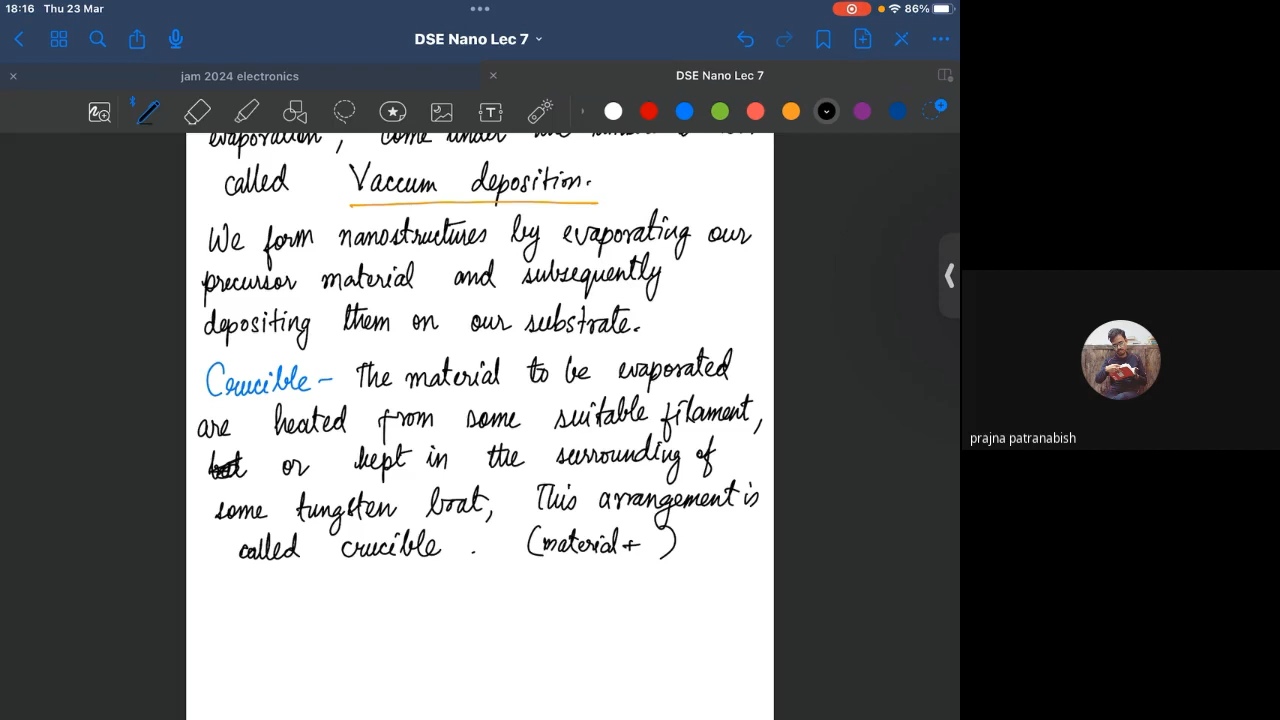 18:16 Thu 23 Mar
86%
DSE Nano Lec 7
jam 2024 electronics
DSE Nano Lec 7
evaporation, come under
called Vaccum deposition.
We form nanostructures by evaporating our
precursor material and subsequently
depositing them on our substrate.
Crucible - The material to be evaporated
are heated from some suitable filament,
or kept in the surrounding of
some tungsten boat, This arrangement is
called crucible. (material + )
prajna patranabish